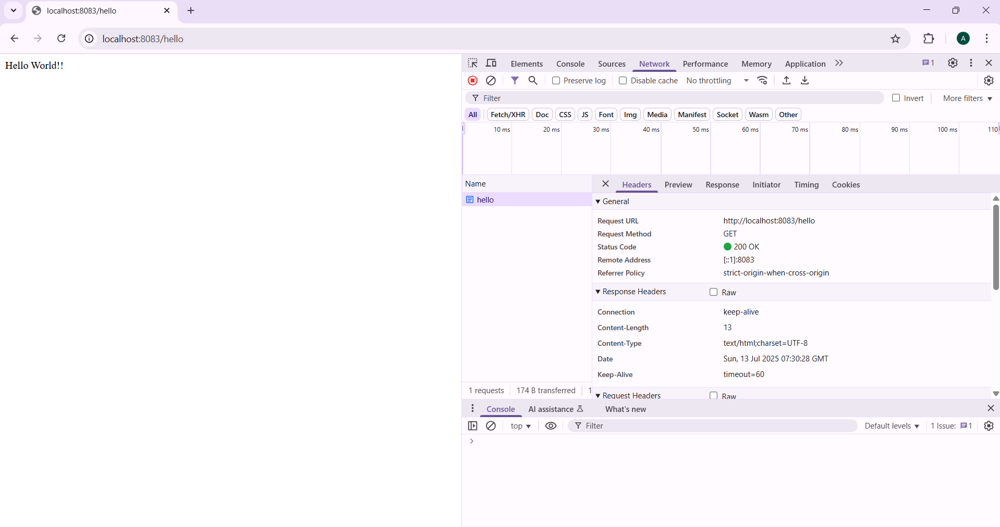 localhost:8083/hello
localhost:8083/hello
A
Hello World!!
Elements Console Sources Network Performance Memory Application 1
Preserve log Disable cache No throttling
Filter Invert More filters
All Fetch/XHR Doc CSS JS Font Img Media Manifest Socket Wasm Other
10 ms 20 ms 30 ms 40 ms 50 ms 60 ms 70 ms 80 ms 90 ms 100 ms 110
Name
hello
Headers Preview Response Initiator Timing Cookies
General
Request URL http://localhost:8083/hello
Request Method GET
Status Code 200 OK
Remote Address [::1]:8083
Referrer Policy strict-origin-when-cross-origin
Response Headers Raw
Connection keep-alive
Content-Length 13
Content-Type text/html;charset=UTF-8
Date Sun, 13 Jul 2025 07:30:28 GMT
Keep-Alive timeout=60
Request Headers Raw
1 requests 174 B transferred 1
Console AI assistance What's new
top Filter Default levels 1 Issue: 1